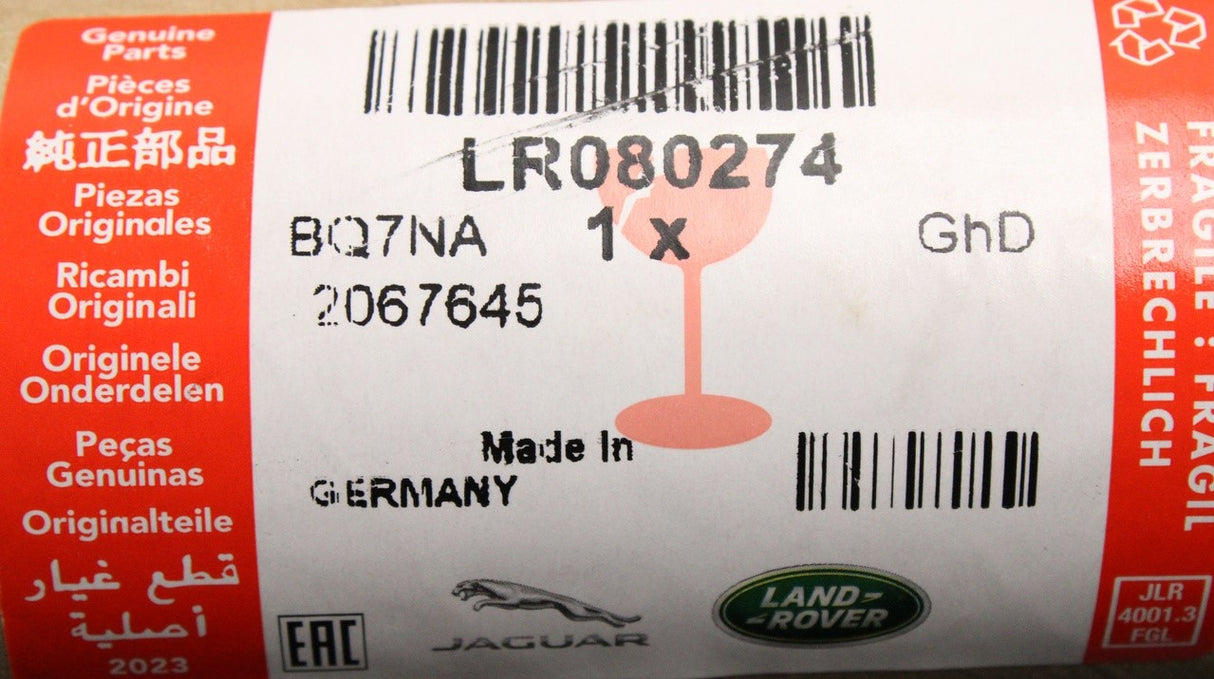 Genuine
Parts
Pièces
d'Origine
純正部品
Piezas
Originales
Ricambi
Originali
Originele
Onderdelen
Peças
Genuinas
Originalteile
قطع غيار
أصلية
2023
LR080274
BQ7NA 1 x GhD
2067645
Made In
GERMANY
EAC
JAGUAR
LAND-
-ROVER
FRAGILE : FRAGIL
ZERBRECHLICH
JLR
4001.3
FGL